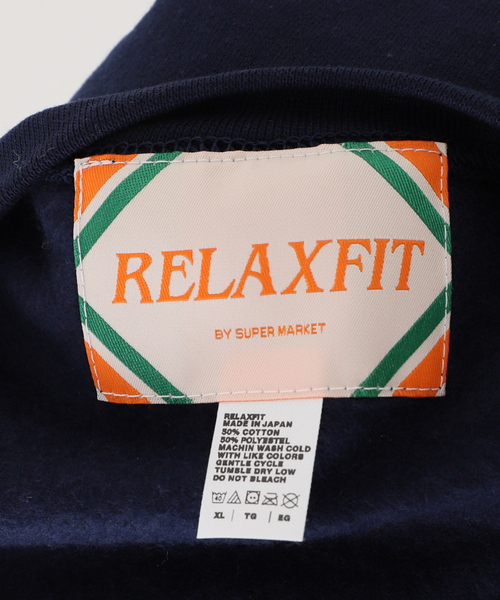 RELAXFIT
BY SUPER MARKET
RELAXFIT
MADE IN JAPAN
50% COTTON
50% POLYESTEL
MACHIN WASH COLD
WITH LIKE COLORS
GENTLE CYCLE
TUMBLE DRY LOW
DO NOT BLEACH
XL / TG / EG